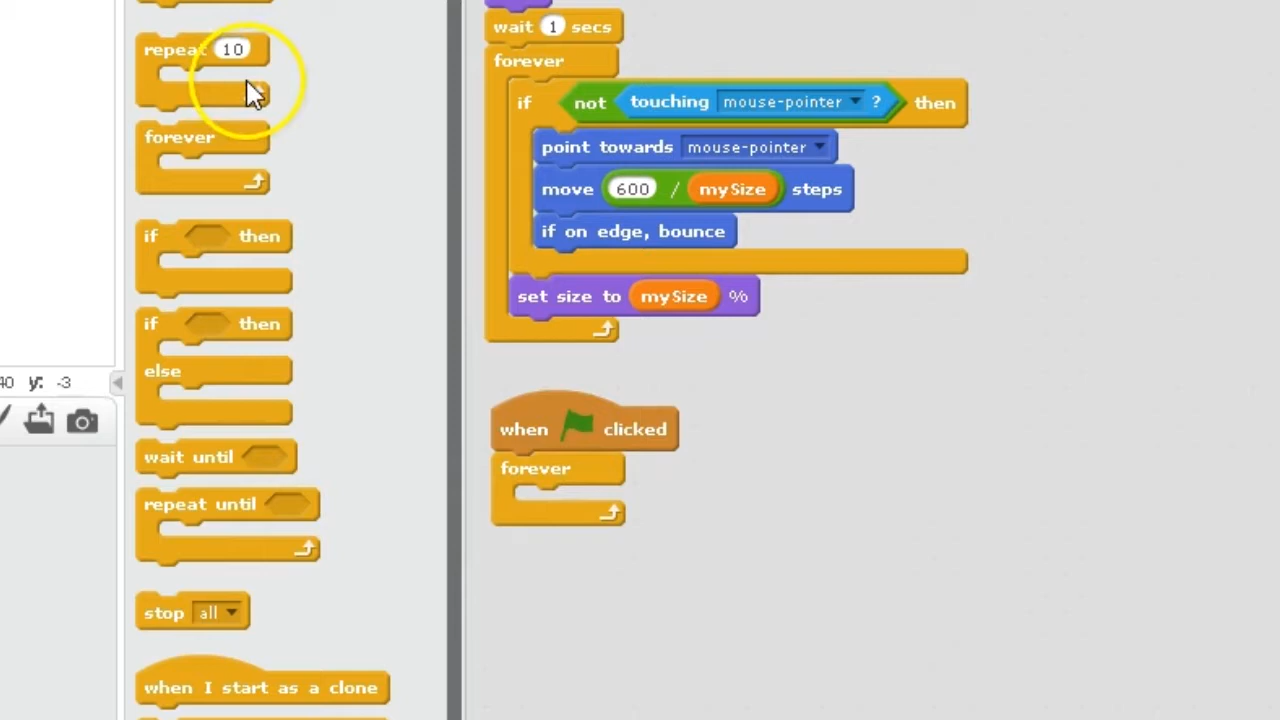 repeat 10
forever
if then
if then
else
wait until
repeat until
stop all
when I start as a clone
40 y: -3
wait 1 secs
forever
if not touching mouse-pointer ? then
point towards mouse-pointer
move 600 / mySize steps
if on edge, bounce
set size to mySize %
when clicked
forever